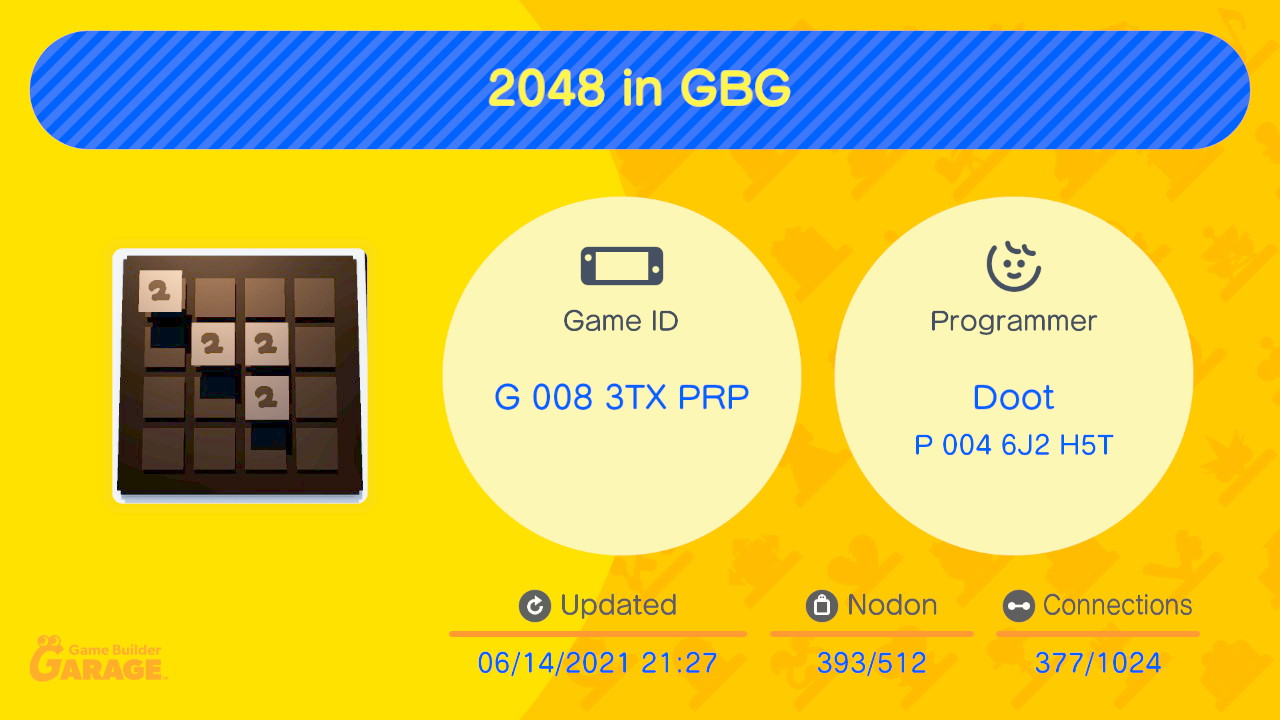 2048 in GBG
2
2 2
2
Game ID
G 008 3TX PRP
Programmer
Doot
P 004 6J2 H5T
Updated
06/14/2021 21:27
Nodon
393/512
Connections
377/1024
Game Builder
GARAGE